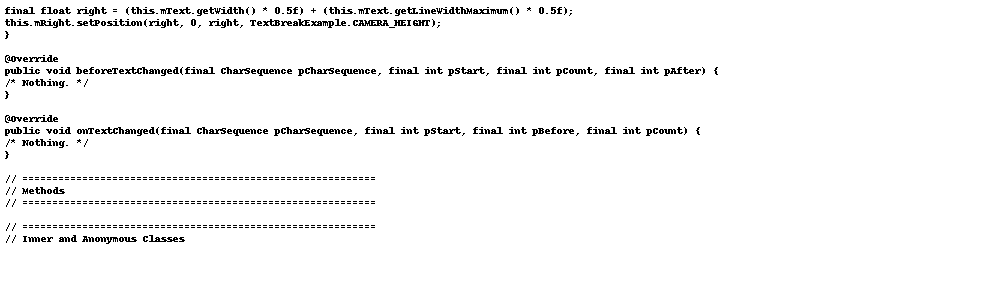 final float right = (this.mText.getWidth() * 0.5f) + (this.mText.getLineWidthMaximum() * 0.5f);
this.mRight.setPosition(right, 0, right, TextBreakExample.CAMERA_HEIGHT);
}

@Override
public void beforeTextChanged(final CharSequence pCharSequence, final int pStart, final int pCount, final int pAfter) {
/* Nothing. */
}

@Override
public void onTextChanged(final CharSequence pCharSequence, final int pStart, final int pBefore, final int pCount) {
/* Nothing. */
}

// ===========================================================
// Methods
// ===========================================================

// ===========================================================
// Inner and Anonymous Classes